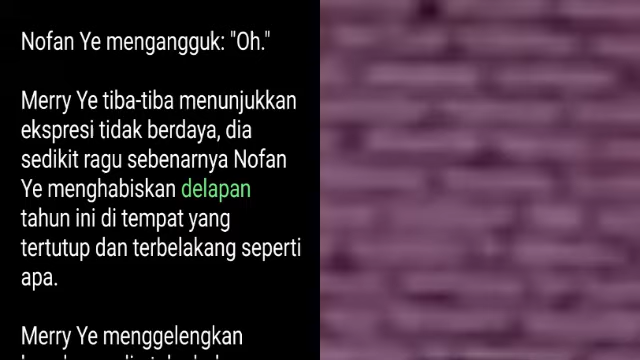 Nofan Ye mengangguk: "Oh."
Merry Ye tiba-tiba menunjukkan
ekspresi tidak berdaya, dia
sedikit ragu sebenarnya Nofan
Ye menghabiskan delapan
tahun ini di tempat yang
tertutup dan terbelakang seperti
apa.
Merry Ye menggelengkan